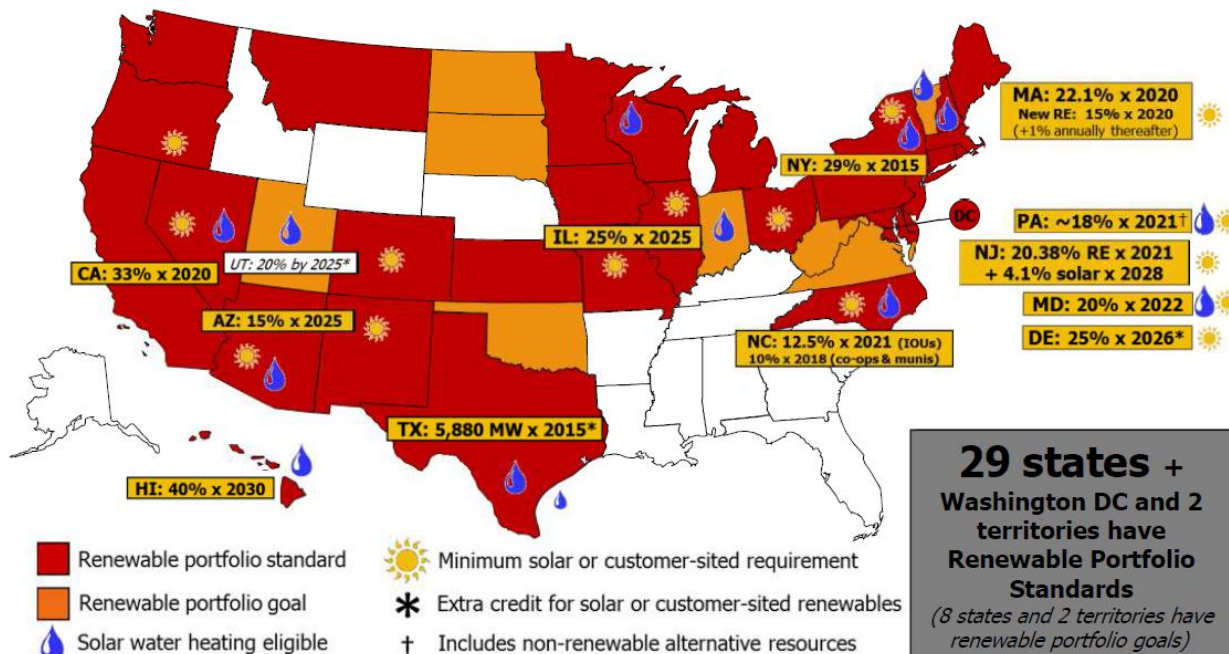 MA: 22.1% x 2020
New RE: 15% x 2020
(+1% annually thereafter)
NY: 29% x 2015
DC
PA: ~18% x 2021†
IL: 25% x 2025
UT: 20% by 2025*
CA: 33% x 2020
NJ: 20.38% RE x 2021
+ 4.1% solar x 2028
MD: 20% x 2022
AZ: 15% x 2025
NC: 12.5% x 2021 (IOUs)
10% x 2018 (co-ops & munis)
DE: 25% x 2026*
TX: 5,880 MW x 2015*
HI: 40% x 2030
29 states +
Washington DC and 2
territories have
Renewable Portfolio
Standards
(8 states and 2 territories have
renewable portfolio goals)
Renewable portfolio standard
Renewable portfolio goal
Solar water heating eligible
Minimum solar or customer-sited requirement
* Extra credit for solar or customer-sited renewables
† Includes non-renewable alternative resources